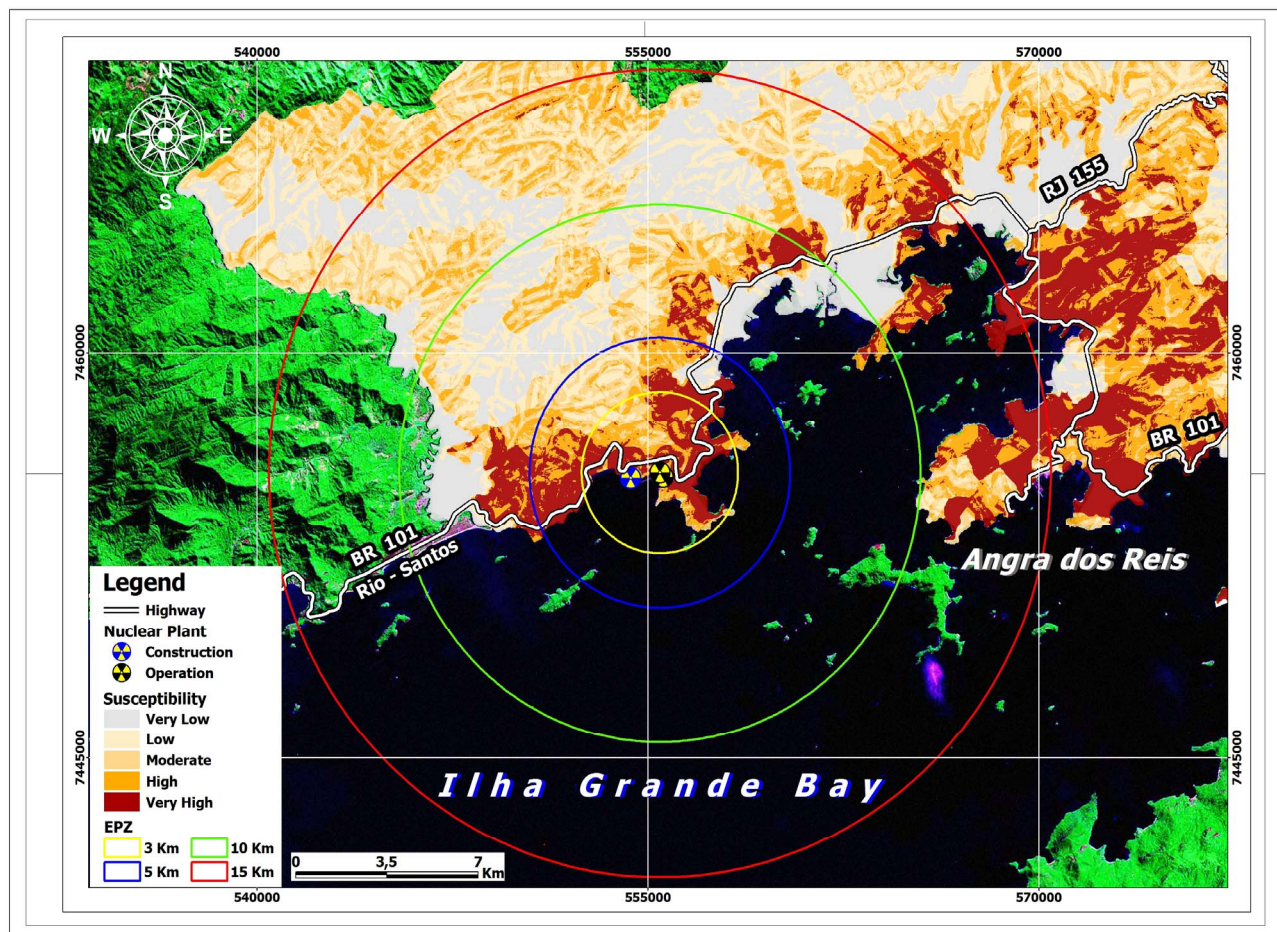 540000 555000 570000
N
W E
S
RJ 155
7460000 7460000
BR 101
BR 101
Rio - Santos
Angra dos Reis
Legend
Highway
Nuclear Plant
Construction
Operation
Susceptibility
Very Low
Low
Moderate
High
Very High
EPZ
3 Km 10 Km
5 Km 15 Km
7445000 7445000
Ilha Grande Bay
0 3,5 7
Km
540000 555000 570000